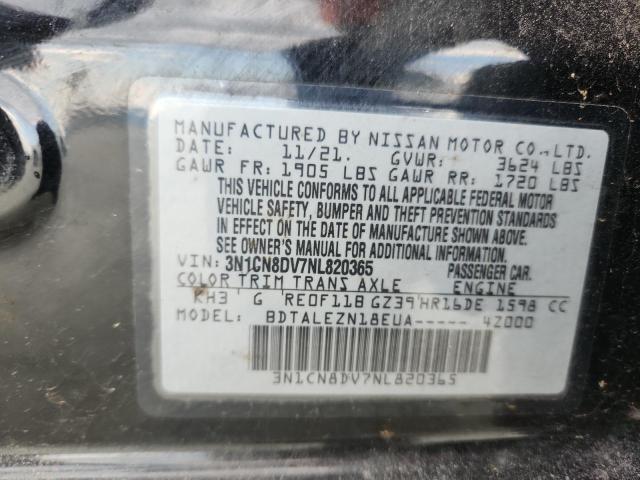 MANUFACTURED BY NISSAN MOTOR CO.,LTD.
DATE: 11/21. GVWR: 3624 LBS
GAWR FR: 1905 LBS GAWR RR: 1720 LBS
THIS VEHICLE CONFORMS TO ALL APPLICABLE FEDERAL MOTOR
VEHICLE SAFETY, BUMPER AND THEFT PREVENTION STANDARDS
IN EFFECT ON THE DATE OF MANUFACTURE SHOWN ABOVE.
SEE OWNER'S MANUAL FOR ADDITIONAL INFORMATION.
VIN: 3N1CN8DV7NL820365 PASSENGER CAR.
COLOR TRIM TRANS AXLE ENGINE
KH3 G RE0F11B GZ39 HR16DE 1598 CC
MODEL: BDTALEZN18EUA----- 42000
3N1CN8DV7NL820365